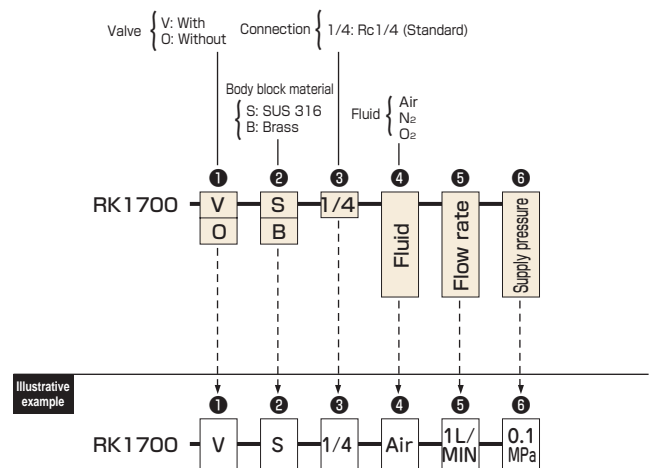 Valve { V: With
O: Without
Connection { 1/4: Rc1/4 (Standard)
Body block material
{ S: SUS 316
B: Brass
Fluid { Air
N₂
O₂
❶ ❷ ❸ ❹ ❺ ❻
RK1700 V S 1/4 Fluid Flow rate Supply pressure
O B
Illustrative
example
❶ ❷ ❸ ❹ ❺ ❻
RK1700 V S 1/4 Air 1L/MIN 0.1 MPa